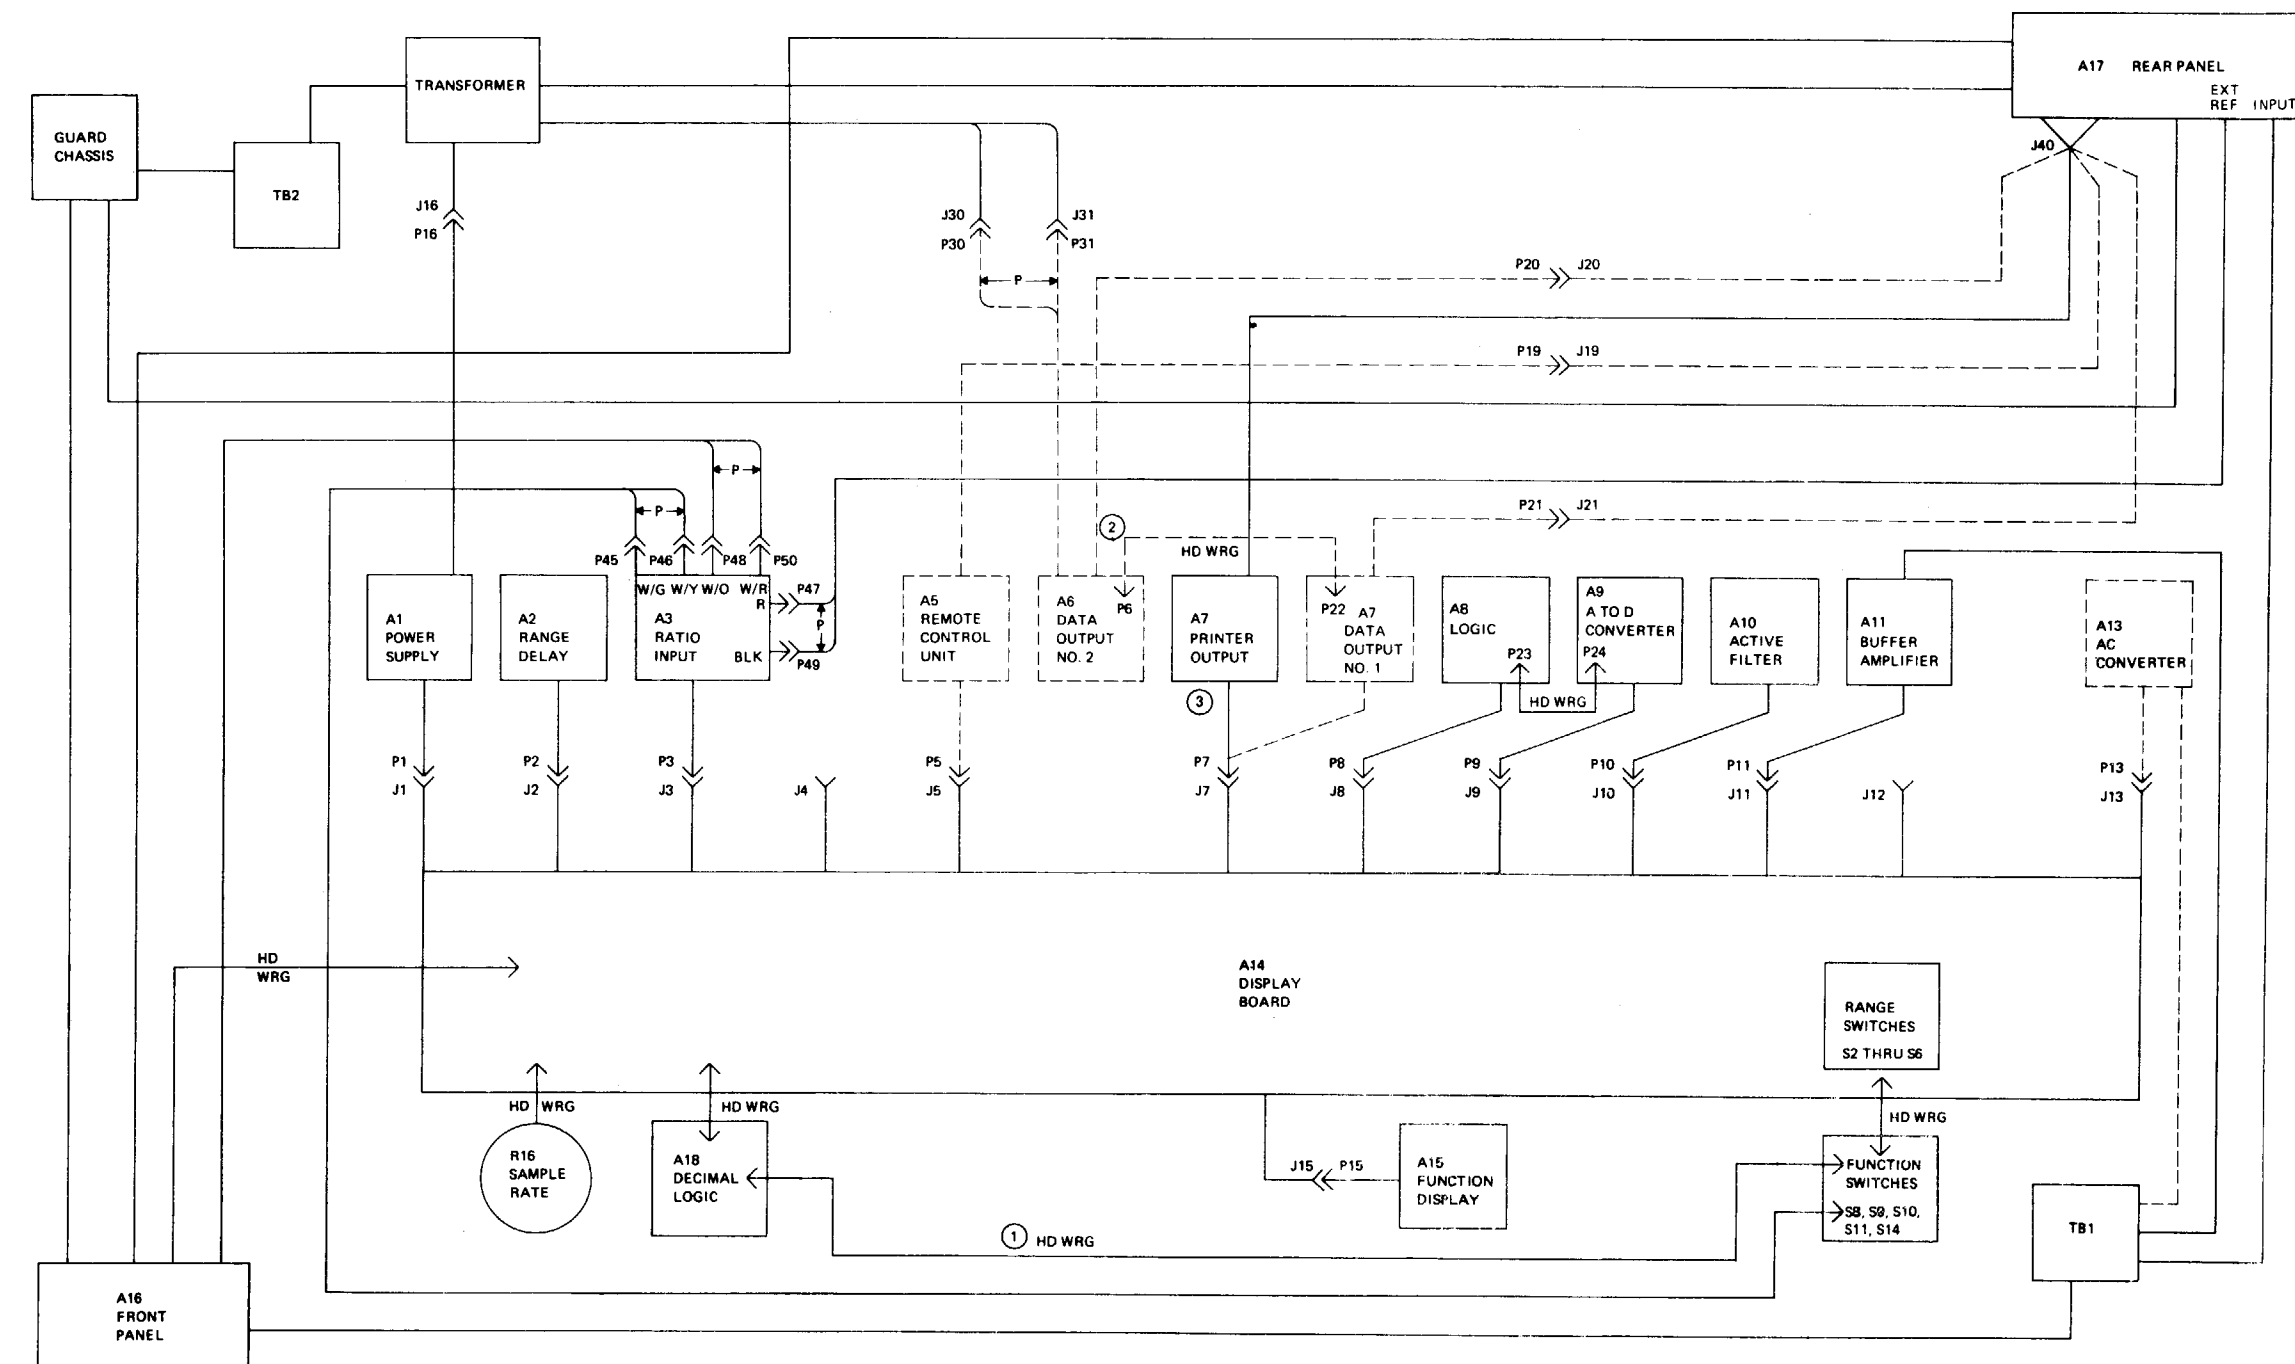 A17 REAR PANEL
EXT
REF INPUT
TRANSFORMER
GUARD
CHASSIS
TB2
J40
J16
P16
J30
P30
J31
P31
P
P20 J20
P19 J19
P21 J21
P
P
P45 P46 P48 P50
W/G W/Y W/O W/R
R
P47
P
BLK
P49
2
HD WRG
A1
POWER
SUPPLY
A2
RANGE
DELAY
A3
RATIO
INPUT
A5
REMOTE
CONTROL
UNIT
A6
DATA
OUTPUT
NO. 2
P6
A7
PRINTER
OUTPUT
P22 A7
DATA
OUTPUT
NO. 1
A8
LOGIC
P23
A9
A TO D
CONVERTER
P24
HD WRG
A10
ACTIVE
FILTER
A11
BUFFER
AMPLIFIER
A13
AC
CONVERTER
3
P1
J1
P2
J2
P3
J3
J4
P5
J5
P7
J7
P8
J8
P9
J9
P10
J10
P11
J11
J12
P13
J13
HD
WRG
A14
DISPLAY
BOARD
RANGE
SWITCHES
S2 THRU S6
HD WRG
HD WRG
HD WRG
R16
SAMPLE
RATE
A18
DECIMAL
LOGIC
J15 P15
A15
FUNCTION
DISPLAY
FUNCTION
SWITCHES
S8, S9, S10,
S11, S14
1 HD WRG
TB1
A16
FRONT
PANEL